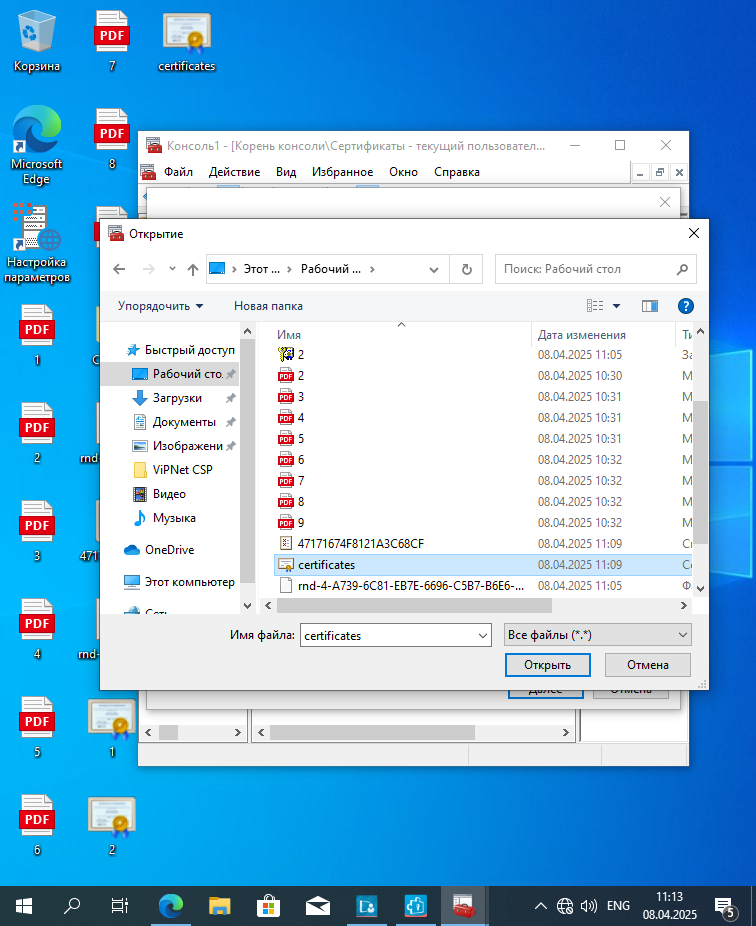 Корзина
7
certificates
Microsoft
Edge
8
Настройка
параметров
1
2
3
4
5
6
1
2
Консоль1 - [Корень консоли\Сертификаты - текущий пользовател...
Файл Действие Вид Избранное Окно Справка
Открытие
Этот ... Рабочий ...
Поиск: Рабочий стол
Упорядочить Новая папка
Имя Дата изменения
Быстрый доступ
Рабочий сто.
Загрузки
Документы
Изображени
ViPNet CSP
Видео
Музыка
OneDrive
Этот компьютер
Сеть
2 08.04.2025 11:05 За
2 08.04.2025 10:30 M
3 08.04.2025 10:31 M
4 08.04.2025 10:31 M
5 08.04.2025 10:31 M
6 08.04.2025 10:32 M
7 08.04.2025 10:32 M
8 08.04.2025 10:32 M
9 08.04.2025 10:32 M
47171674F8121A3C68CF 08.04.2025 11:09
certificates 08.04.2025 11:09
rnd-4-A739-6C81-EB7E-6696-C5B7-B6E6-... 08.04.2025 11:05 Ф
Имя файла: certificates Все файлы (*.*)
Открыть Отмена
Далее Отмена
ENG
11:13
08.04.2025
5